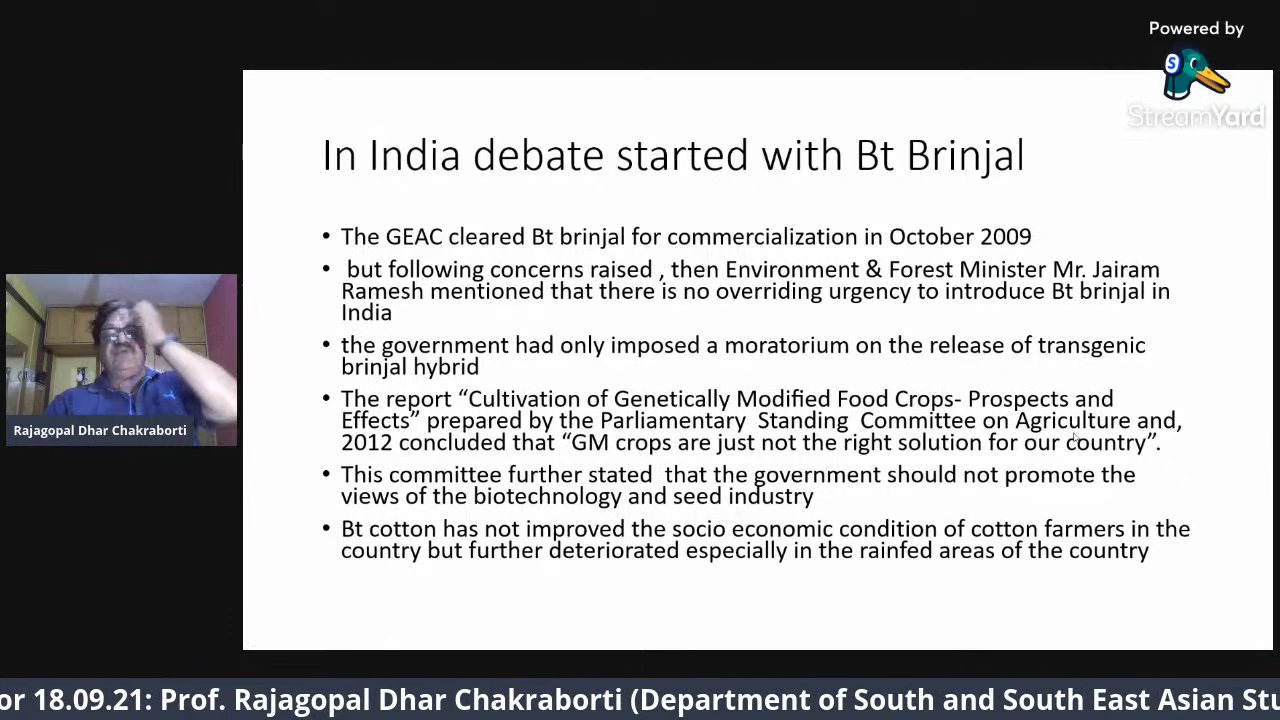 Powered by
S
StreamYard
In India debate started with Bt Brinjal
• The GEAC cleared Bt brinjal for commercialization in October 2009
• but following concerns raised , then Environment & Forest Minister Mr. Jairam
Ramesh mentioned that there is no overriding urgency to introduce Bt brinjal in
India
• the government had only imposed a moratorium on the release of transgenic
brinjal hybrid
• The report “Cultivation of Genetically Modified Food Crops- Prospects and
Effects” prepared by the Parliamentary Standing Committee on Agriculture and,
2012 concluded that “GM crops are just not the right solution for our country”.
• This committee further stated that the government should not promote the
views of the biotechnology and seed industry
• Bt cotton has not improved the socio economic condition of cotton farmers in the
country but further deteriorated especially in the rainfed areas of the country
Rajagopal Dhar Chakraborti
or 18.09.21: Prof. Rajagopal Dhar Chakraborti (Department of South and South East Asian Stu